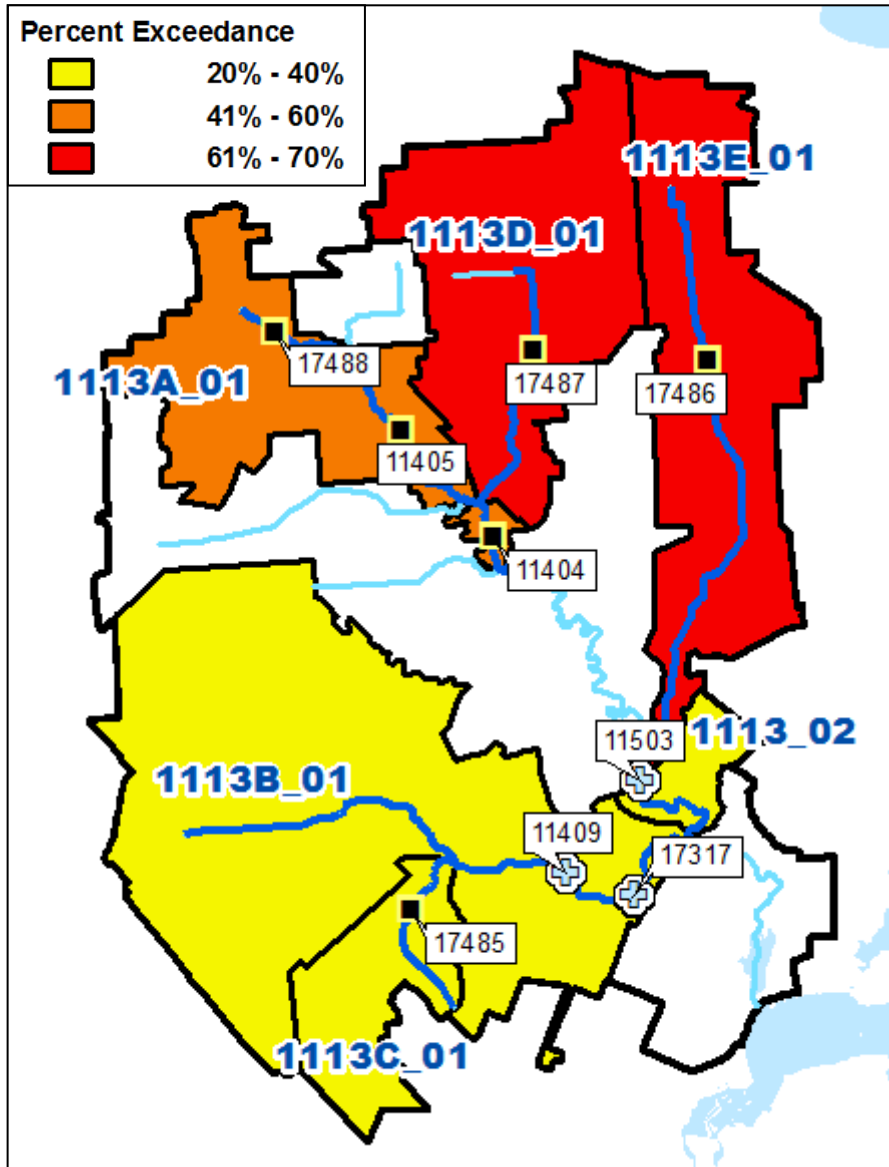 Percent Exceedance
20% - 40%
41% - 60%
61% - 70%
1113E_01
1113D_01
17488
17487
17486
1113A_01
11405
11404
11503
1113_02
1113B_01
11409
17317
17485
1113C_01